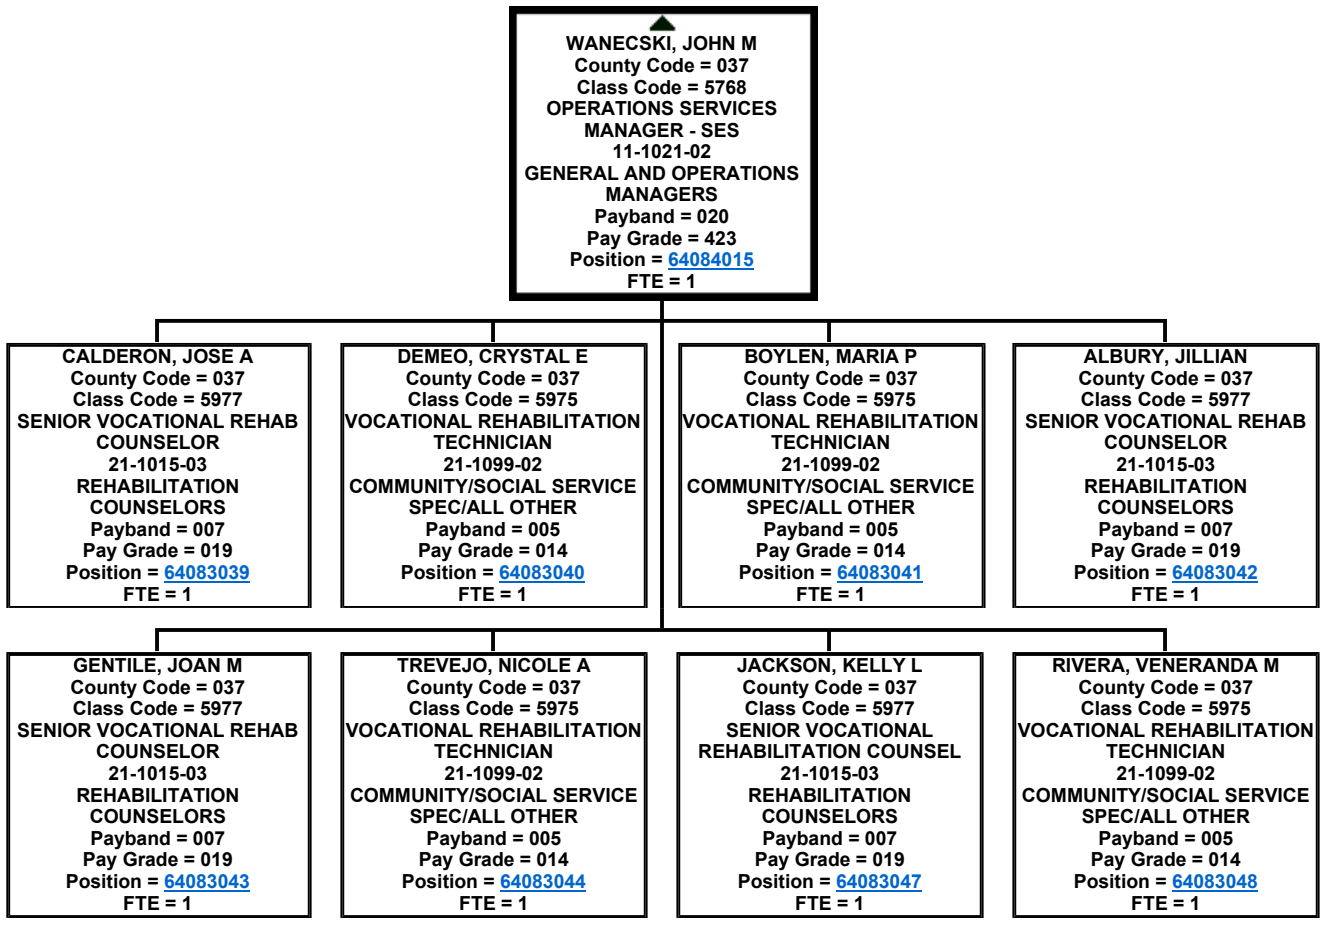 WANECSKI, JOHN M
County Code = 037
Class Code = 5768
OPERATIONS SERVICES
MANAGER - SES
11-1021-02
GENERAL AND OPERATIONS
MANAGERS
Payband = 020
Pay Grade = 423
Position = 64084015
FTE = 1
CALDERON, JOSE A
County Code = 037
Class Code = 5977
SENIOR VOCATIONAL REHAB
COUNSELOR
21-1015-03
REHABILITATION
COUNSELORS
Payband = 007
Pay Grade = 019
Position = 64083039
FTE = 1
DEMEO, CRYSTAL E
County Code = 037
Class Code = 5975
VOCATIONAL REHABILITATION
TECHNICIAN
21-1099-02
COMMUNITY/SOCIAL SERVICE
SPEC/ALL OTHER
Payband = 005
Pay Grade = 014
Position = 64083040
FTE = 1
BOYLEN, MARIA P
County Code = 037
Class Code = 5975
VOCATIONAL REHABILITATION
TECHNICIAN
21-1099-02
COMMUNITY/SOCIAL SERVICE
SPEC/ALL OTHER
Payband = 005
Pay Grade = 014
Position = 64083041
FTE = 1
ALBURY, JILLIAN
County Code = 037
Class Code = 5977
SENIOR VOCATIONAL REHAB
COUNSELOR
21-1015-03
REHABILITATION
COUNSELORS
Payband = 007
Pay Grade = 019
Position = 64083042
FTE = 1
GENTILE, JOAN M
County Code = 037
Class Code = 5977
SENIOR VOCATIONAL REHAB
COUNSELOR
21-1015-03
REHABILITATION
COUNSELORS
Payband = 007
Pay Grade = 019
Position = 64083043
FTE = 1
TREVEJO, NICOLE A
County Code = 037
Class Code = 5975
VOCATIONAL REHABILITATION
TECHNICIAN
21-1099-02
COMMUNITY/SOCIAL SERVICE
SPEC/ALL OTHER
Payband = 005
Pay Grade = 014
Position = 64083044
FTE = 1
JACKSON, KELLY L
County Code = 037
Class Code = 5977
SENIOR VOCATIONAL
REHABILITATION COUNSEL
21-1015-03
REHABILITATION
COUNSELORS
Payband = 007
Pay Grade = 019
Position = 64083047
FTE = 1
RIVERA, VENERANDA M
County Code = 037
Class Code = 5975
VOCATIONAL REHABILITATION
TECHNICIAN
21-1099-02
COMMUNITY/SOCIAL SERVICE
SPEC/ALL OTHER
Payband = 005
Pay Grade = 014
Position = 64083048
FTE = 1